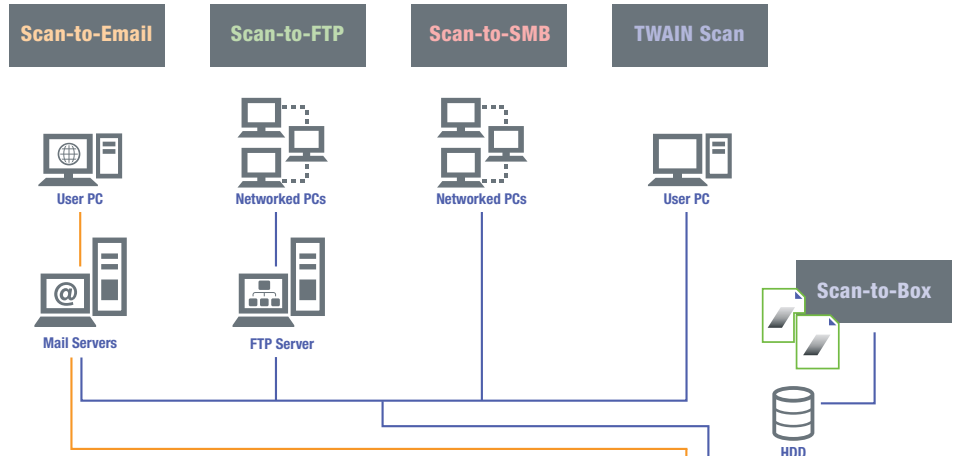 Scan-to-Email
Scan-to-FTP
Scan-to-SMB
TWAIN Scan
User PC
Networked PCs
Networked PCs
User PC
Scan-to-Box
@
Mail Servers
FTP Server
HDD